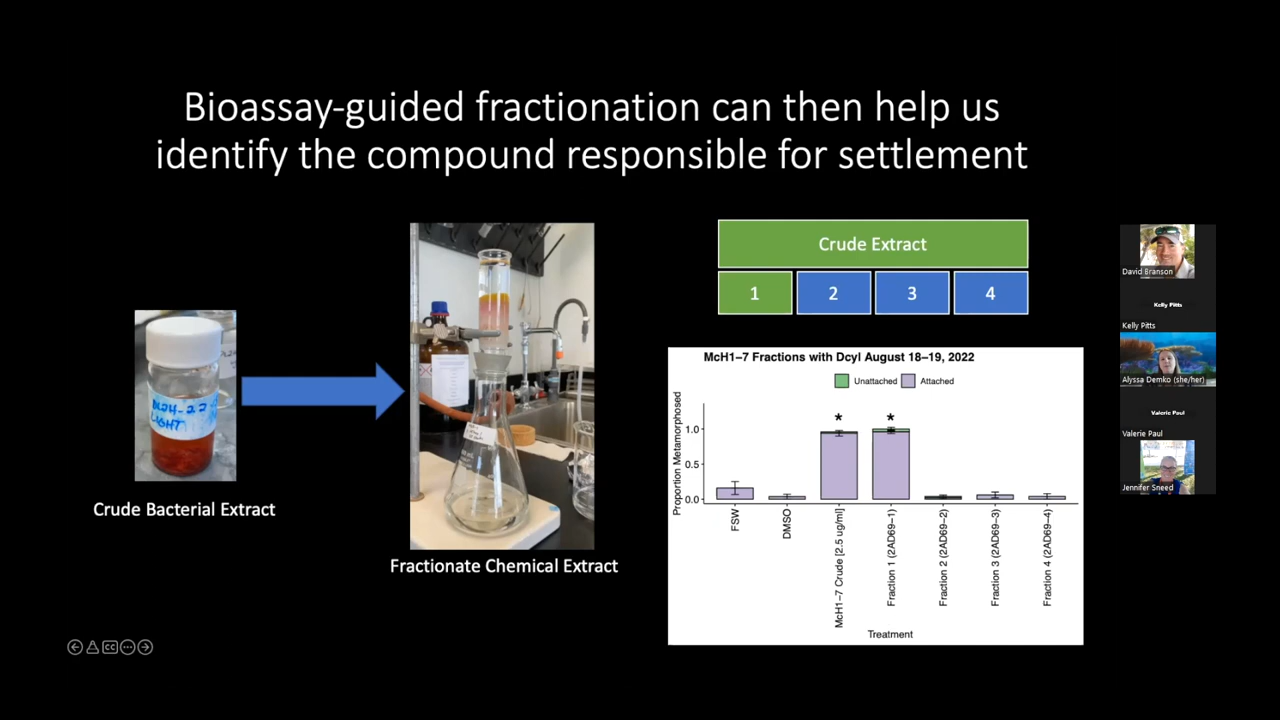 Bioassay-guided fractionation can then help us
identify the compound responsible for settlement
Crude Bacterial Extract
Fractionate Chemical Extract
Crude Extract
1 2 3 4
McH1–7 Fractions with Dcyl August 18–19, 2022
Unattached Attached
Proportion Metamorphosed
1.0
0.5
0.0
* *
FSW
DMSO
McH1–7 Crude [2.5 ug/ml]
Fraction 1 (2AD69–1)
Fraction 2 (2AD69–2)
Fraction 3 (2AD69–3)
Fraction 4 (2AD69–4)
Treatment
David Branson
Kelly Pitts
Kelly Pitts
Alyssa Demko (she/her)
Valerie Paul
Valerie Paul
Jennifer Sneed
CC
LIGHT